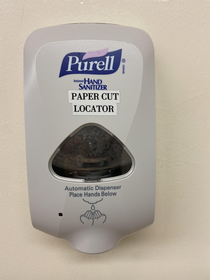 Purell
HAND
SANITIZER
PAPER CUT
LOCATOR
Automatic Dispenser
Place Hands Below